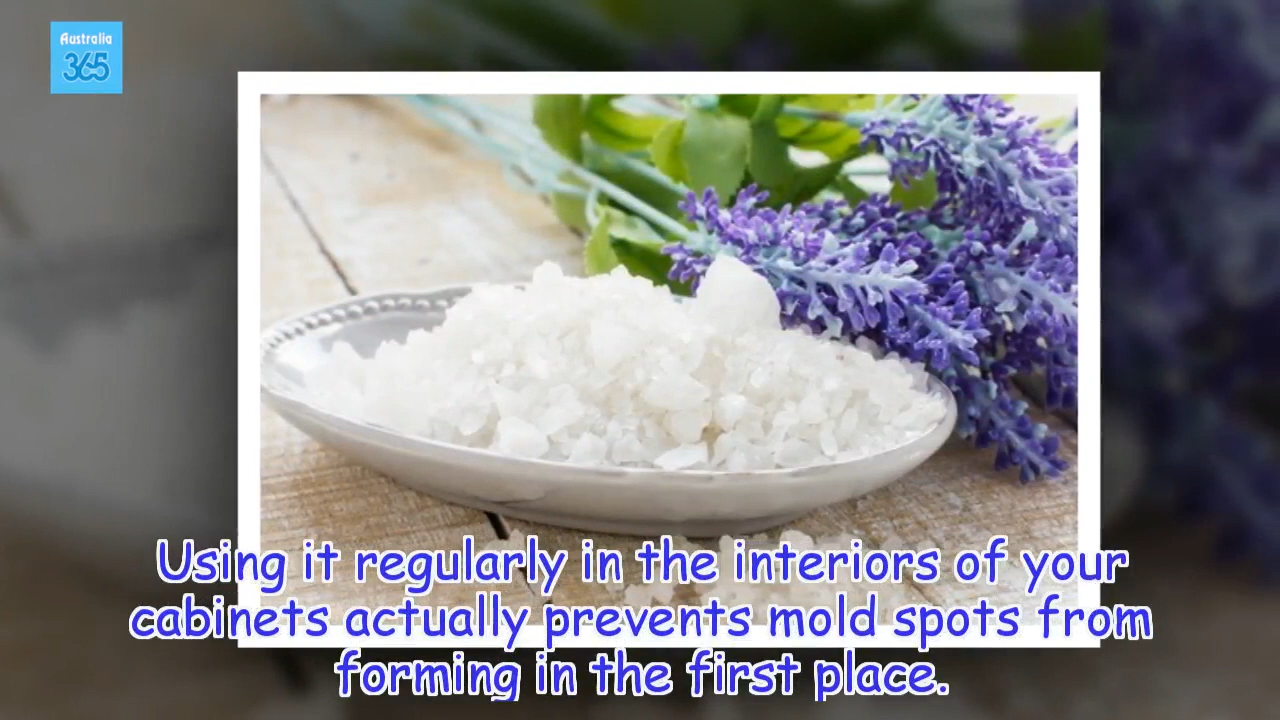 Australia
365
Using it regularly in the interiors of your
cabinets actually prevents mold spots from
forming in the first place.